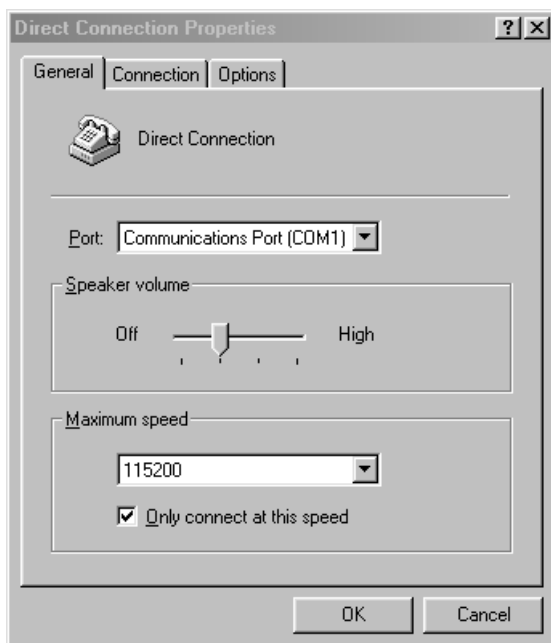 Direct Connection Properties
General Connection Options
Direct Connection
Port: Communications Port (COM1)
Speaker volume
Off High
Maximum speed
115200
Only connect at this speed
OK Cancel